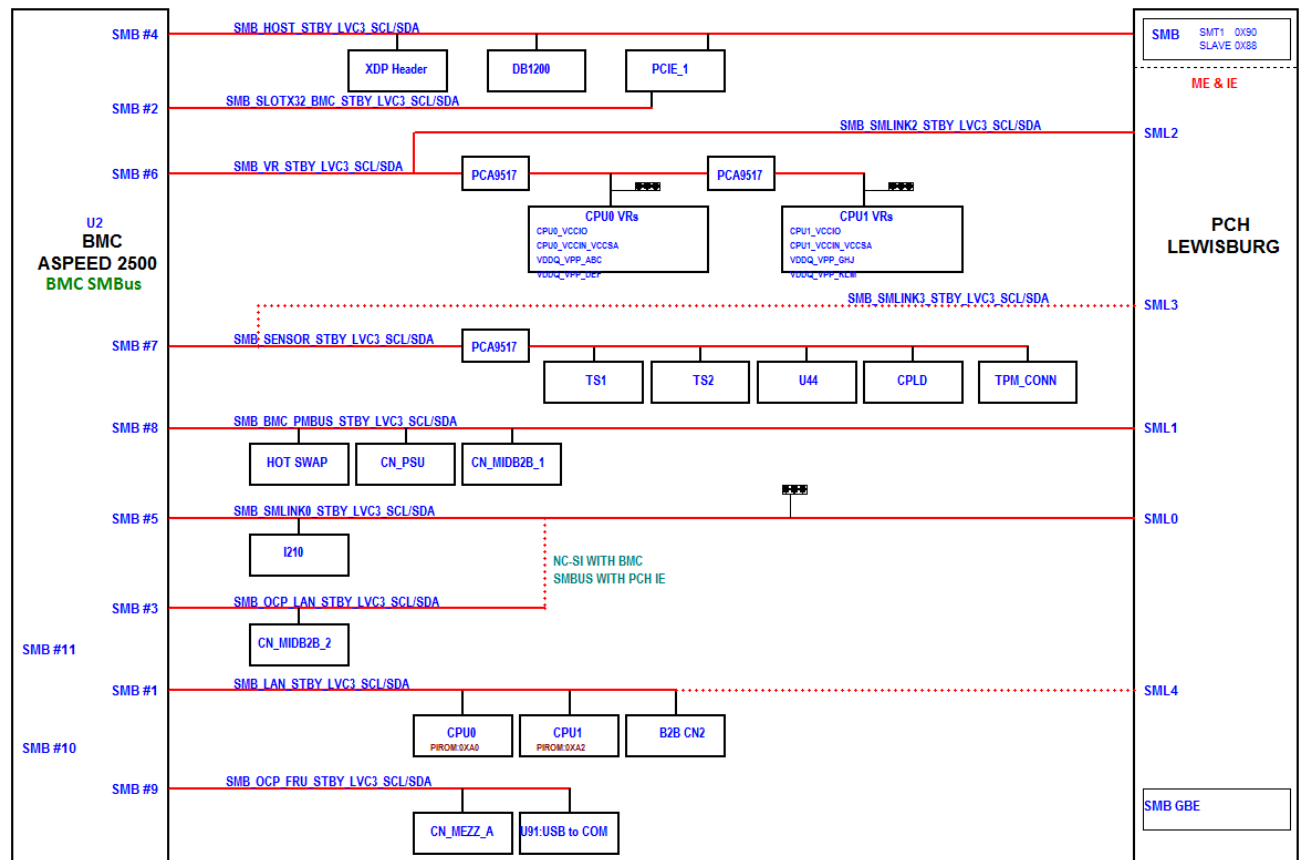 SMB #4
SMB_HOST_STBY_LVC3_SCL/SDA
XDP Header
DB1200
PCIE_1
SMB
SMT1 0X90
SLAVE 0X88
ME & IE
SMB #2
SMB_SLOTX32_BMC_STBY_LVC3_SCL/SDA
SMB_SMLINK2_STBY_LVC3_SCL/SDA
SML2
SMB #6
SMB_VR_STBY_LVC3_SCL/SDA
PCA9517
PCA9517
CPU0 VRs
CPU0_VCCIO
CPU0_VCCIN_VCCSA
VDDQ_VPP_ABC
VDDQ_VPP_DEF
CPU1 VRs
CPU1_VCCIO
CPU1_VCCIN_VCCSA
VDDQ_VPP_GHJ
VDDQ_VPP_KLM
U2
BMC
ASPEED 2500
BMC SMBus
PCH
LEWISBURG
SMB_SMLINK3_STBY_LVC3_SCL/SDA
SML3
SMB #7
SMB_SENSOR_STBY_LVC3_SCL/SDA
PCA9517
TS1
TS2
U44
CPLD
TPM_CONN
SMB #8
SMB_BMC_PMBUS_STBY_LVC3_SCL/SDA
SML1
HOT SWAP
CN_PSU
CN_MIDB2B_1
SMB #5
SMB_SMLINK0_STBY_LVC3_SCL/SDA
SML0
I210
NC-SI WITH BMC
SMBUS WITH PCH IE
SMB #3
SMB_OCP_LAN_STBY_LVC3_SCL/SDA
CN_MIDB2B_2
SMB #11
SMB #1
SMB_LAN_STBY_LVC3_SCL/SDA
SML4
CPU0
PIROM:0XA0
CPU1
PIROM:0XA2
B2B CN2
SMB #10
SMB #9
SMB_OCP_FRU_STBY_LVC3_SCL/SDA
CN_MEZZ_A
U91:USB to COM
SMB GBE